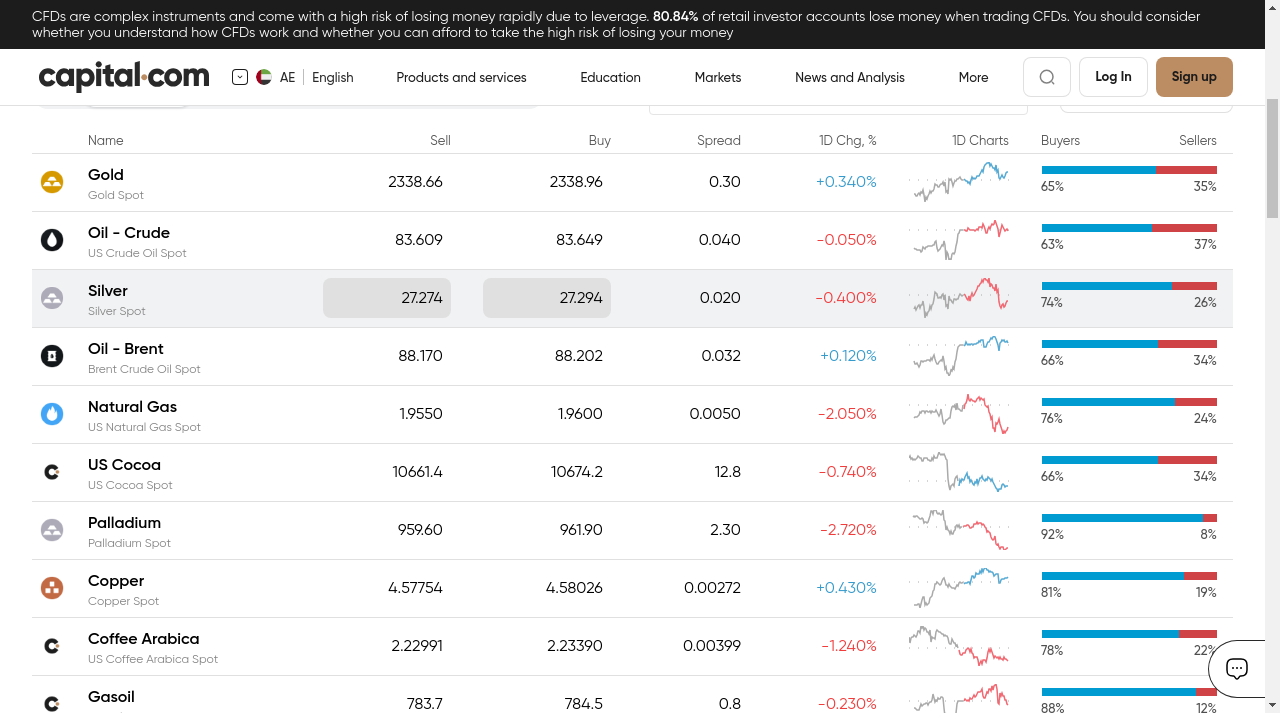 CFDs are complex instruments and come with a high risk of losing money rapidly due to leverage. 80.84% of retail investor accounts lose money when trading CFDs. You should consider
whether you understand how CFDs work and whether you can afford to take the high risk of losing your money
capital.com AE English Products and services Education Markets News and Analysis More Log In Sign up
Name Sell Buy Spread 1D Chg, % 1D Charts Buyers Sellers
Gold 2338.66 2338.96 0.30 +0.340%
Gold Spot 65% 35%
Oil - Crude 83.609 83.649 0.040 -0.050%
US Crude Oil Spot 63% 37%
Silver 27.274 27.294 0.020 -0.400%
Silver Spot 74% 26%
Oil - Brent 88.170 88.202 0.032 +0.120%
Brent Crude Oil Spot 66% 34%
Natural Gas 1.9550 1.9600 0.0050 -2.050%
US Natural Gas Spot 76% 24%
US Cocoa 10661.4 10674.2 12.8 -0.740%
US Cocoa Spot 66% 34%
Palladium 959.60 961.90 2.30 -2.720%
Palladium Spot 92% 8%
Copper 4.57754 4.58026 0.00272 +0.430%
Copper Spot 81% 19%
Coffee Arabica 2.22991 2.23390 0.00399 -1.240%
US Coffee Arabica Spot 78% 22%
Gasoil 783.7 784.5 0.8 -0.230%
88% 12%